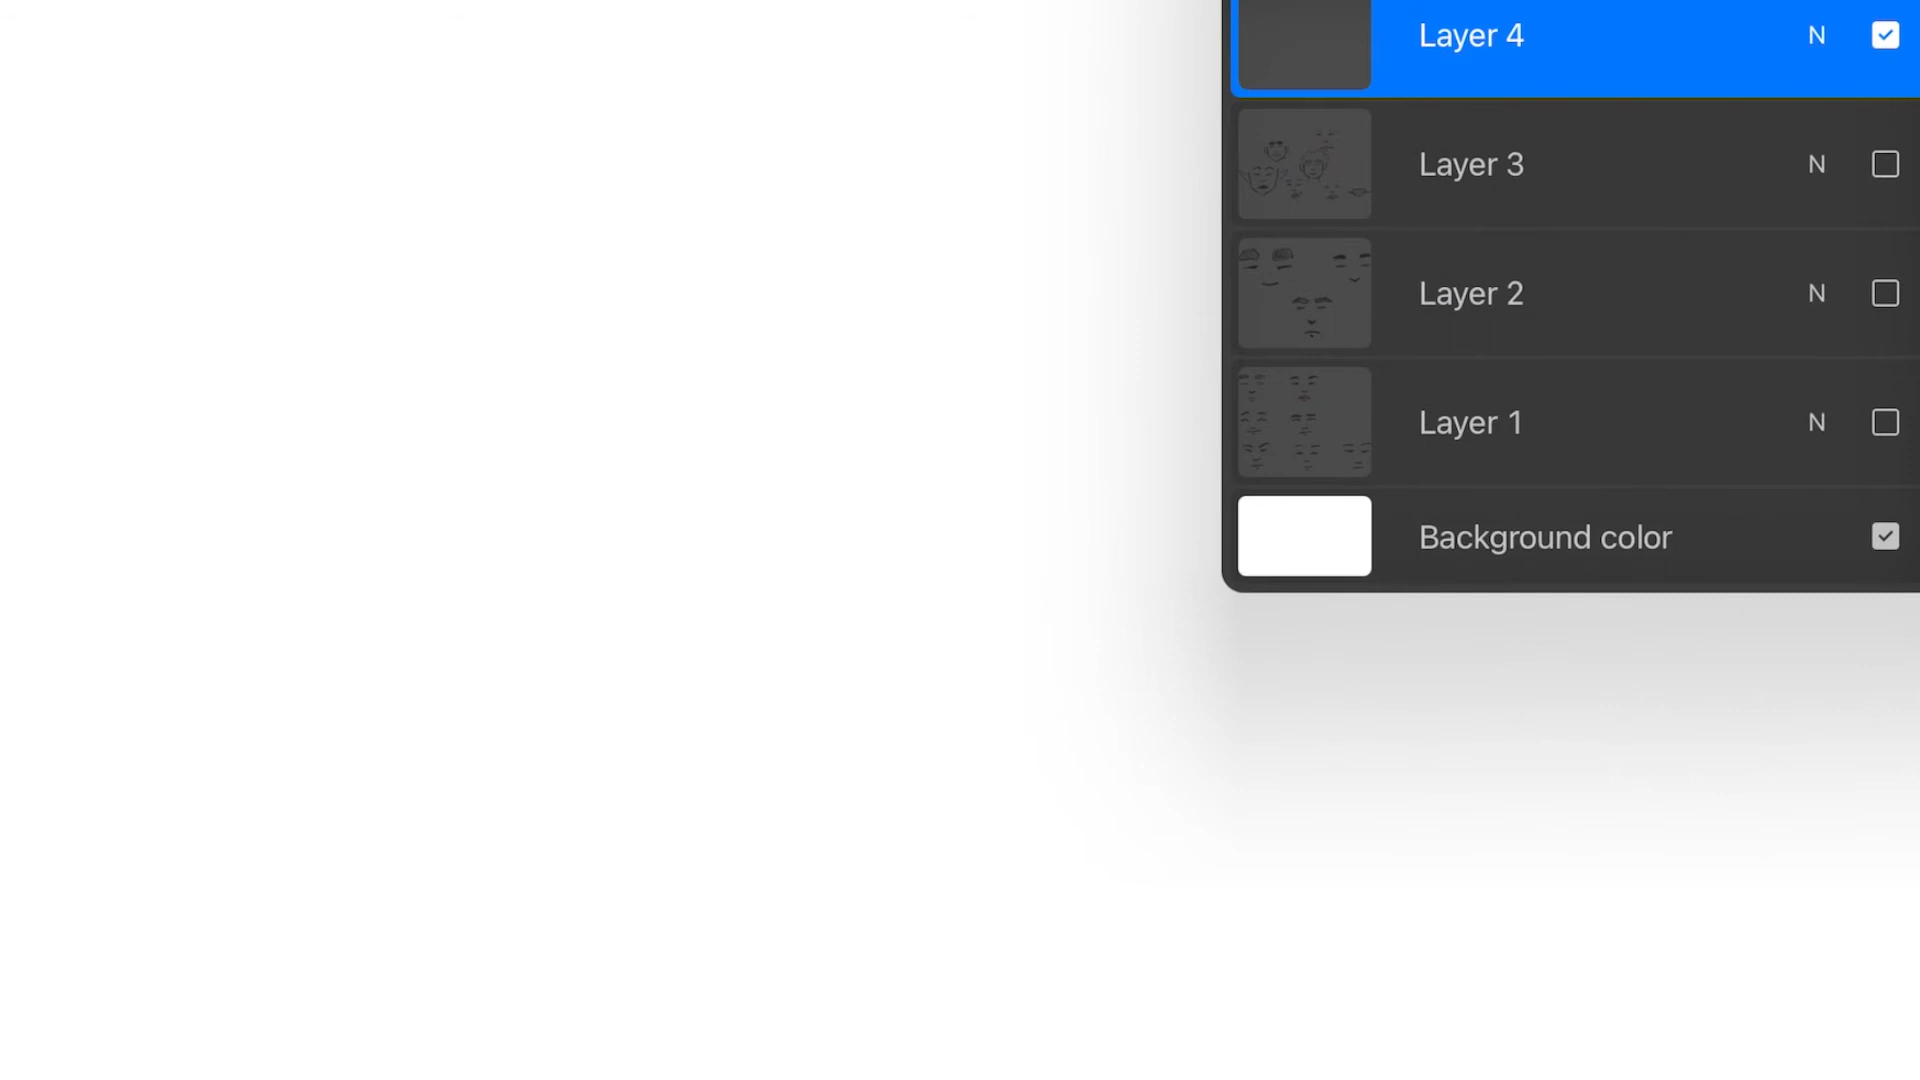 Layer 4 N
Layer 3 N
Layer 2 N
Layer 1 N
Background color